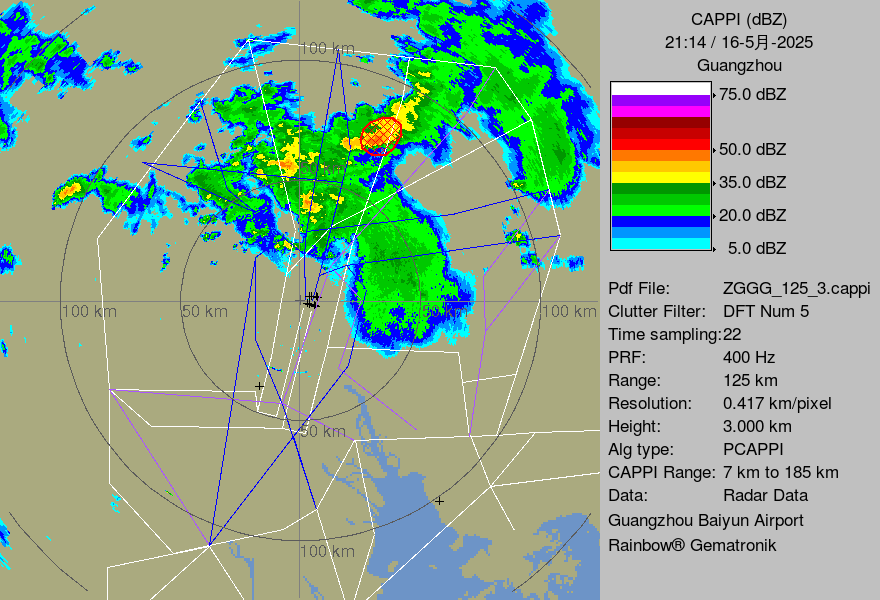 CAPPI (dBZ)
21:14 / 16-5月-2025
Guangzhou
75.0 dBZ
50.0 dBZ
35.0 dBZ
20.0 dBZ
5.0 dBZ
Pdf File: ZGGG_125_3.cappi
Clutter Filter: DFT Num 5
Time sampling:22
PRF: 400 Hz
Range: 125 km
Resolution: 0.417 km/pixel
Height: 3.000 km
Alg type: PCAPPI
CAPPI Range: 7 km to 185 km
Data: Radar Data
Guangzhou Baiyun Airport
Rainbow® Gematronik
100 km
100 km
50 km
50 km
100 km
50 km
100 km